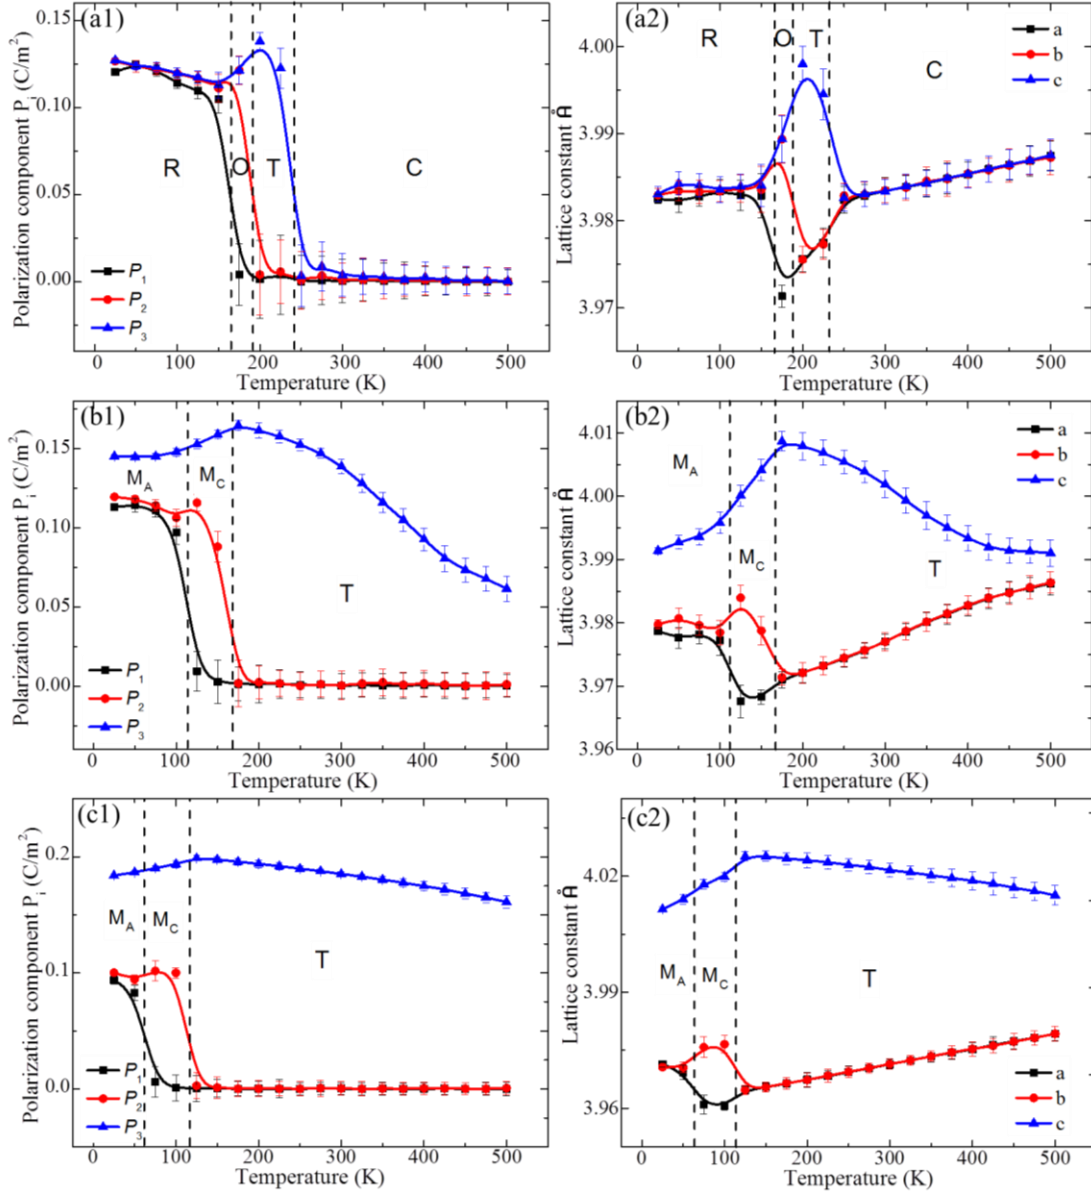 (a1)
Polarization component P_i (C/m²)
0.15
0.10
0.05
0.00
R
O
T
C
P₁
P₂
P₃
0 100 200 300 400 500
Temperature (K)
(a2)
Lattice constant Å
4.00
3.99
3.98
3.97
R
O
T
C
a
b
c
0 100 200 300 400 500
Temperature (K)
(b1)
Polarization component P_i (C/m²)
0.15
0.10
0.05
0.00
M_A
M_C
T
P₁
P₂
P₃
0 100 200 300 400 500
Temperature (K)
(b2)
Lattice constant Å
4.01
4.00
3.99
3.98
3.97
3.96
M_A
M_C
T
a
b
c
0 100 200 300 400 500
Temperature (K)
(c1)
Polarization component P_i (C/m²)
0.2
0.1
0.0
M_A
M_C
T
P₁
P₂
P₃
0 100 200 300 400 500
Temperature (K)
(c2)
Lattice constant Å
4.02
3.99
3.96
M_A
M_C
T
a
b
c
0 100 200 300 400 500
Temperature (K)